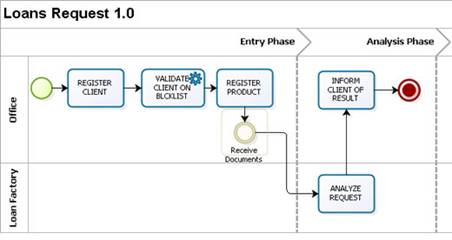 Loans Request 1.0
Entry Phase
Analysis Phase
Office
REGISTER
CLIENT
VALIDATE
CLIENT ON
BLCKLIST
REGISTER
PRODUCT
Receive
Documents
INFORM
CLIENT OF
RESULT
Loan Factory
ANALYZE
REQUEST